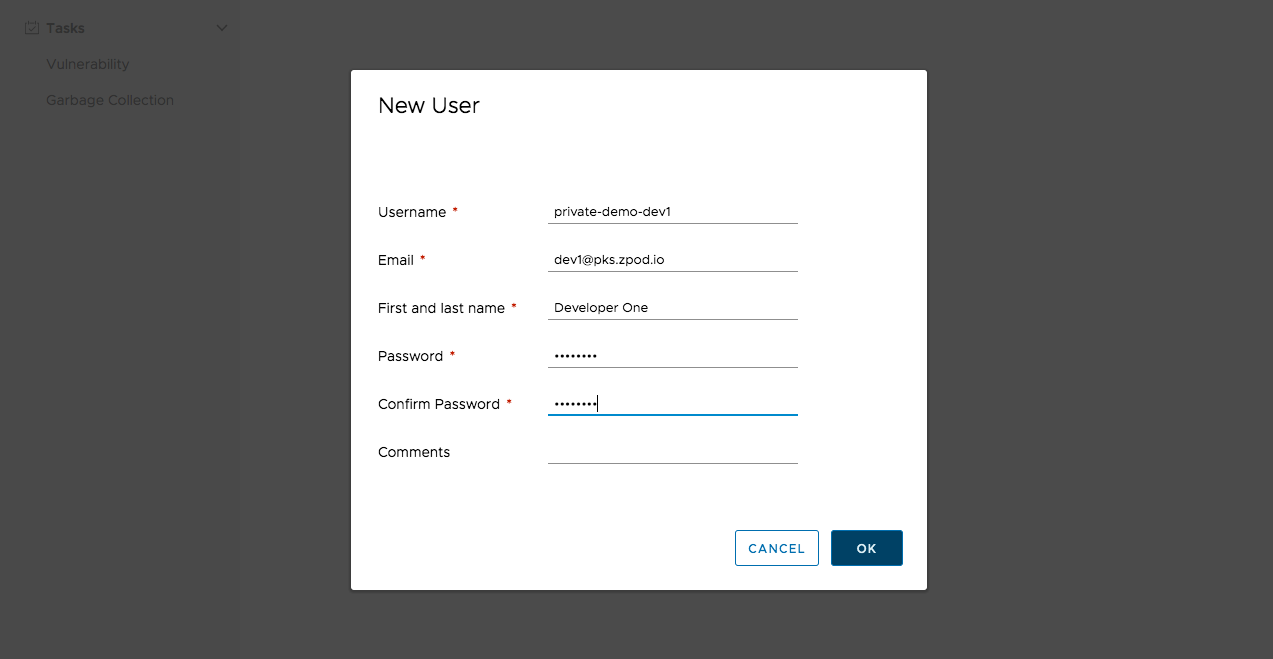 Tasks
Vulnerability
Garbage Collection
New User
Username *
private-demo-dev1
Email *
dev1@pks.zpod.io
First and last name *
Developer One
Password *
••••••••
Confirm Password *
••••••••
Comments
CANCEL
OK